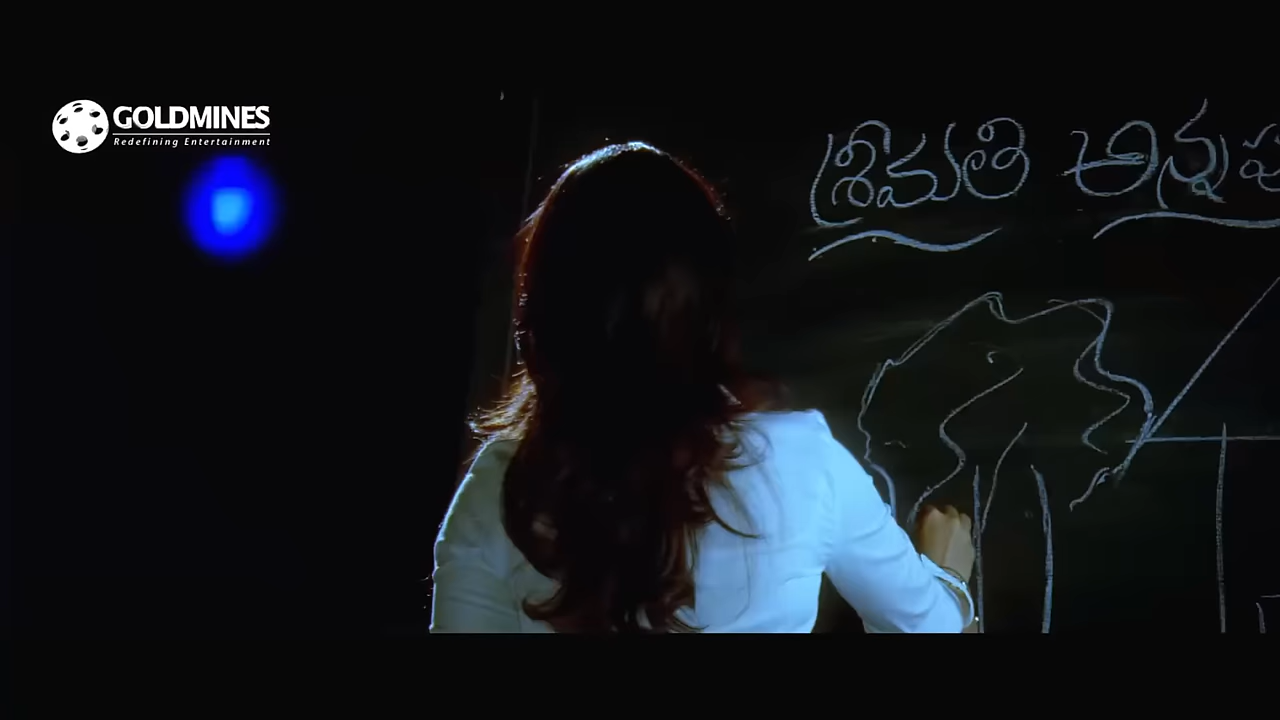 GOLDMINES
Redefining Entertainment
శ్రీమతి